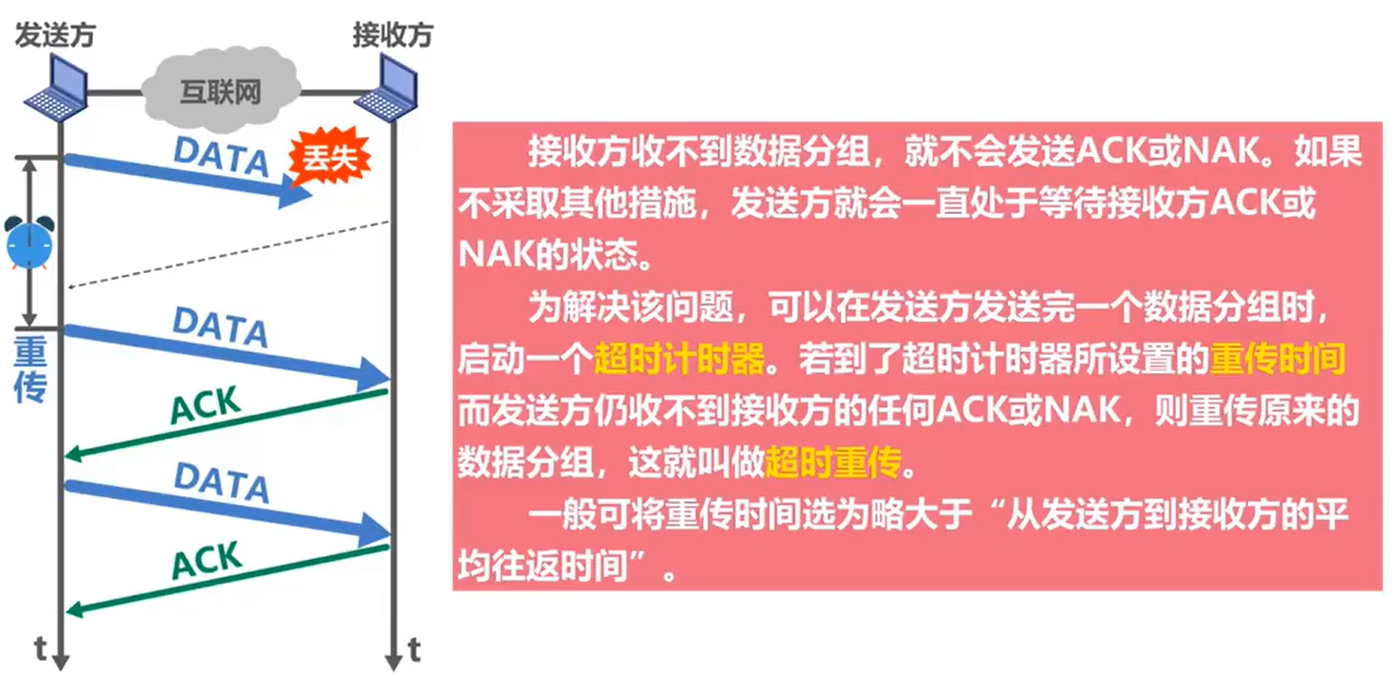 发送方
接收方
互联网
DATA
丢失
DATA
重传
ACK
DATA
ACK
t
t
接收方收不到数据分组，就不会发送ACK或NAK。如果
不采取其他措施，发送方就会一直处于等待接收方ACK或
NAK的状态。
为解决该问题，可以在发送方发送完一个数据分组时，
启动一个超时计时器。若到了超时计时器所设置的重传时间
而发送方仍收不到接收方的任何ACK或NAK，则重传原来的
数据分组，这就叫做超时重传。
一般可将重传时间选为略大于“从发送方到接收方的平
均往返时间”。